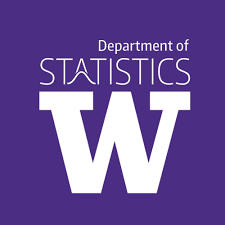 Department of
STATISTICS
W